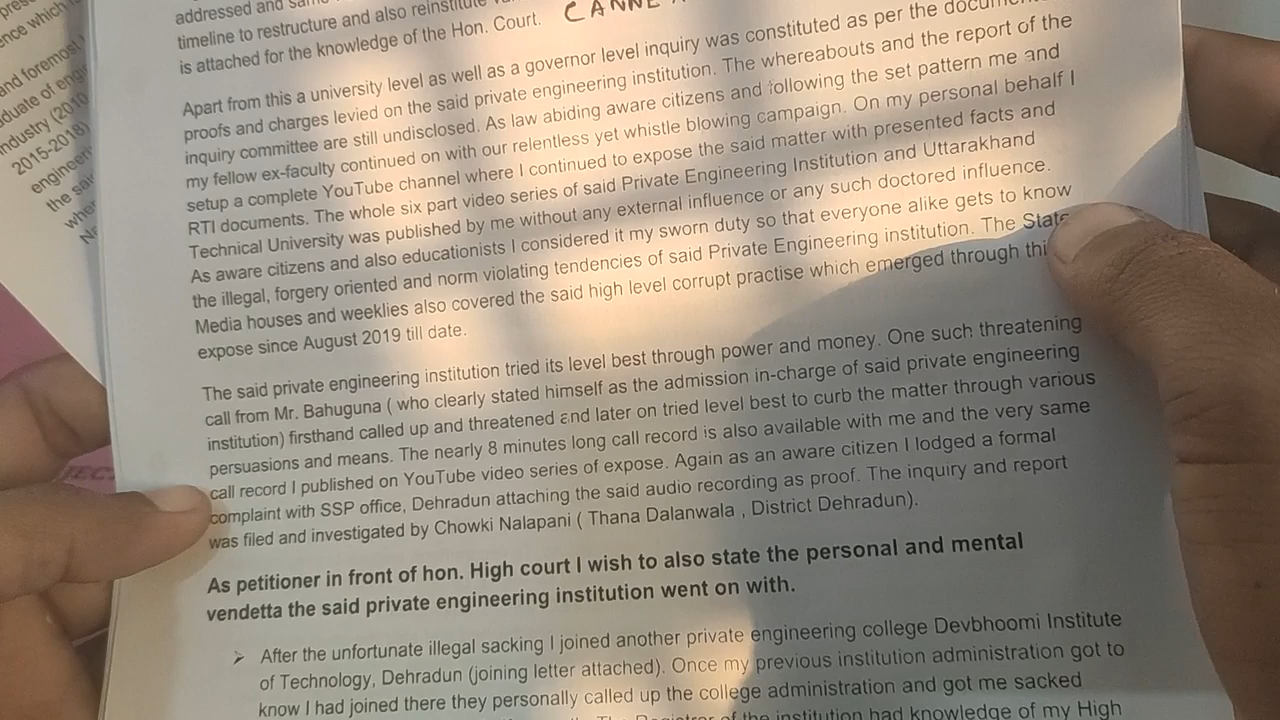 addressed and same
timeline to restructure and also reinstitute
is attached for the knowledge of the Hon. Court.
Apart from this a university level as well as a governor level inquiry was constituted as per the
proofs and charges levied on the said private engineering institution. The whereabouts and the report of the
inquiry committee are still undisclosed. As law abiding aware citizens and following the set pattern me and
my fellow ex-faculty continued on with our relentless yet whistle blowing campaign. On my personal behalf I
setup a complete YouTube channel where I continued to expose the said matter with presented facts and
RTI documents. The whole six part video series of said Private Engineering Institution and Uttarakhand
Technical University was published by me without any external influence or any such doctored influence.
As aware citizens and also educationists I considered it my sworn duty so that everyone alike gets to know
the illegal, forgery oriented and norm violating tendencies of said Private Engineering institution. The State
Media houses and weeklies also covered the said high level corrupt practise which emerged through
expose since August 2019 till date.
The said private engineering institution tried its level best through power and money. One such threatening
call from Mr. Bahuguna ( who clearly stated himself as the admission in-charge of said private engineering
institution) firsthand called up and threatened and later on tried level best to curb the matter through various
persuasions and means. The nearly 8 minutes long call record is also available with me and the very same
call record I published on YouTube video series of expose. Again as an aware citizen I lodged a formal
complaint with SSP office, Dehradun attaching the said audio recording as proof. The inquiry and report
was filed and investigated by Chowki Nalapani ( Thana Dalanwala , District Dehradun).
As petitioner in front of hon. High court I wish to also state the personal and mental
vendetta the said private engineering institution went on with.
➢ After the unfortunate illegal sacking I joined another private engineering college Devbhoomi Institute
of Technology, Dehradun (joining letter attached). Once my previous institution administration got to
know I had joined there they personally called up the college administration and got me sacked
The Registrar of the institution had knowledge of my High
and foremost
industry (2010
2015-2018)